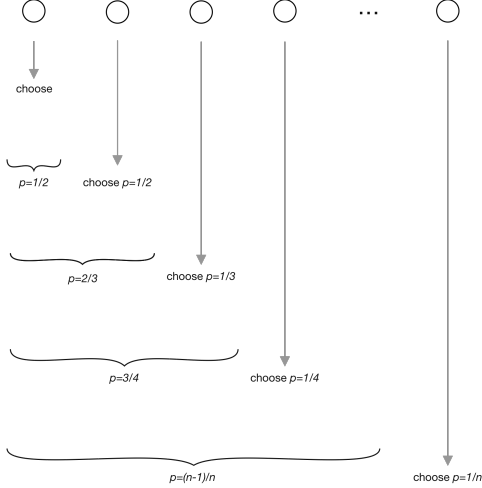 ...
choose
p=1/2 choose p=1/2
p=2/3 choose p=1/3
p=3/4 choose p=1/4
p=(n-1)/n choose p=1/n